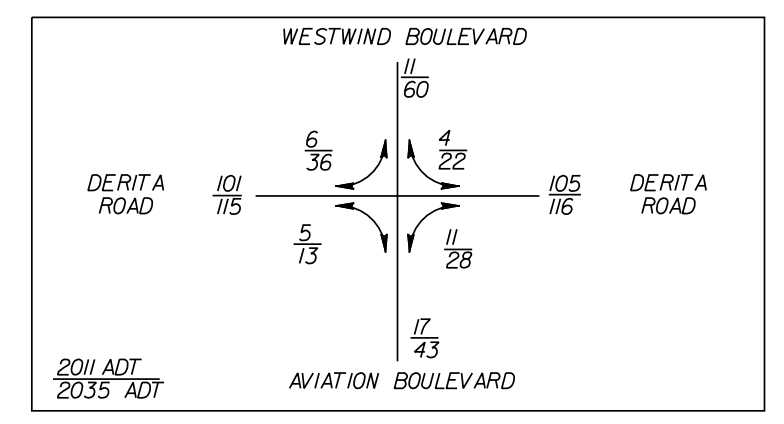 WESTWIND BOULEVARD
11
60
6
36
4
22
DERITA
ROAD
101
115
105
116
DERITA
ROAD
5
13
11
28
17
43
2011 ADT
2035 ADT
AVIATION BOULEVARD